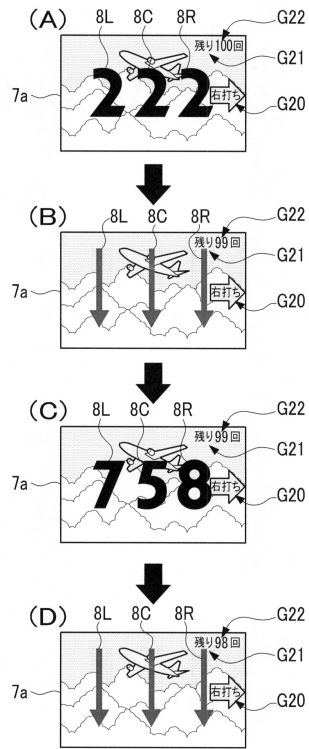 (A)
8L 8C 8R
G22
残り100回
G21
7a
222
右打ち
G20
(B)
8L 8C 8R
G22
残り99回
G21
7a
右打ち
G20
(C)
8L 8C 8R
G22
残り99回
G21
7a
758
右打ち
G20
(D)
8L 8C 8R
G22
残り98回
G21
7a
右打ち
G20